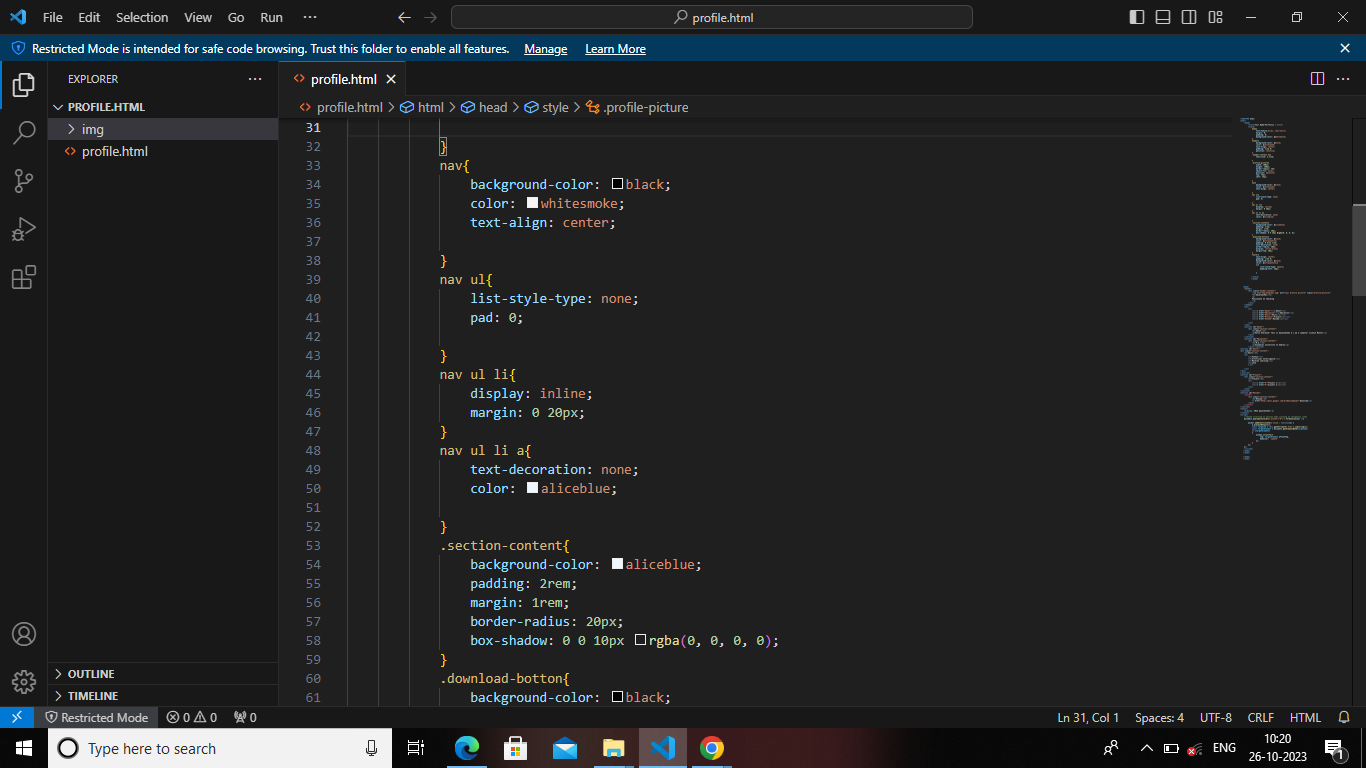 File Edit Selection View Go Run ··· profile.html
Restricted Mode is intended for safe code browsing. Trust this folder to enable all features. Manage Learn More
EXPLORER ···
PROFILE.HTML
img
profile.html
OUTLINE
TIMELINE
profile.html
profile.html > html > head > style > .profile-picture
31
32 }
33 nav{
34 background-color: black;
35 color: whitesmoke;
36 text-align: center;
37
38 }
39 nav ul{
40 list-style-type: none;
41 pad: 0;
42
43 }
44 nav ul li{
45 display: inline;
46 margin: 0 20px;
47 }
48 nav ul li a{
49 text-decoration: none;
50 color: aliceblue;
51
52 }
53 .section-content{
54 background-color: aliceblue;
55 padding: 2rem;
56 margin: 1rem;
57 border-radius: 20px;
58 box-shadow: 0 0 10px rgba(0, 0, 0, 0);
59 }
60 .download-botton{
61 background-color: black;
Restricted Mode 0 0 0 Ln 31, Col 1 Spaces: 4 UTF-8 CRLF HTML
Type here to search ENG 10:20
26-10-2023
1